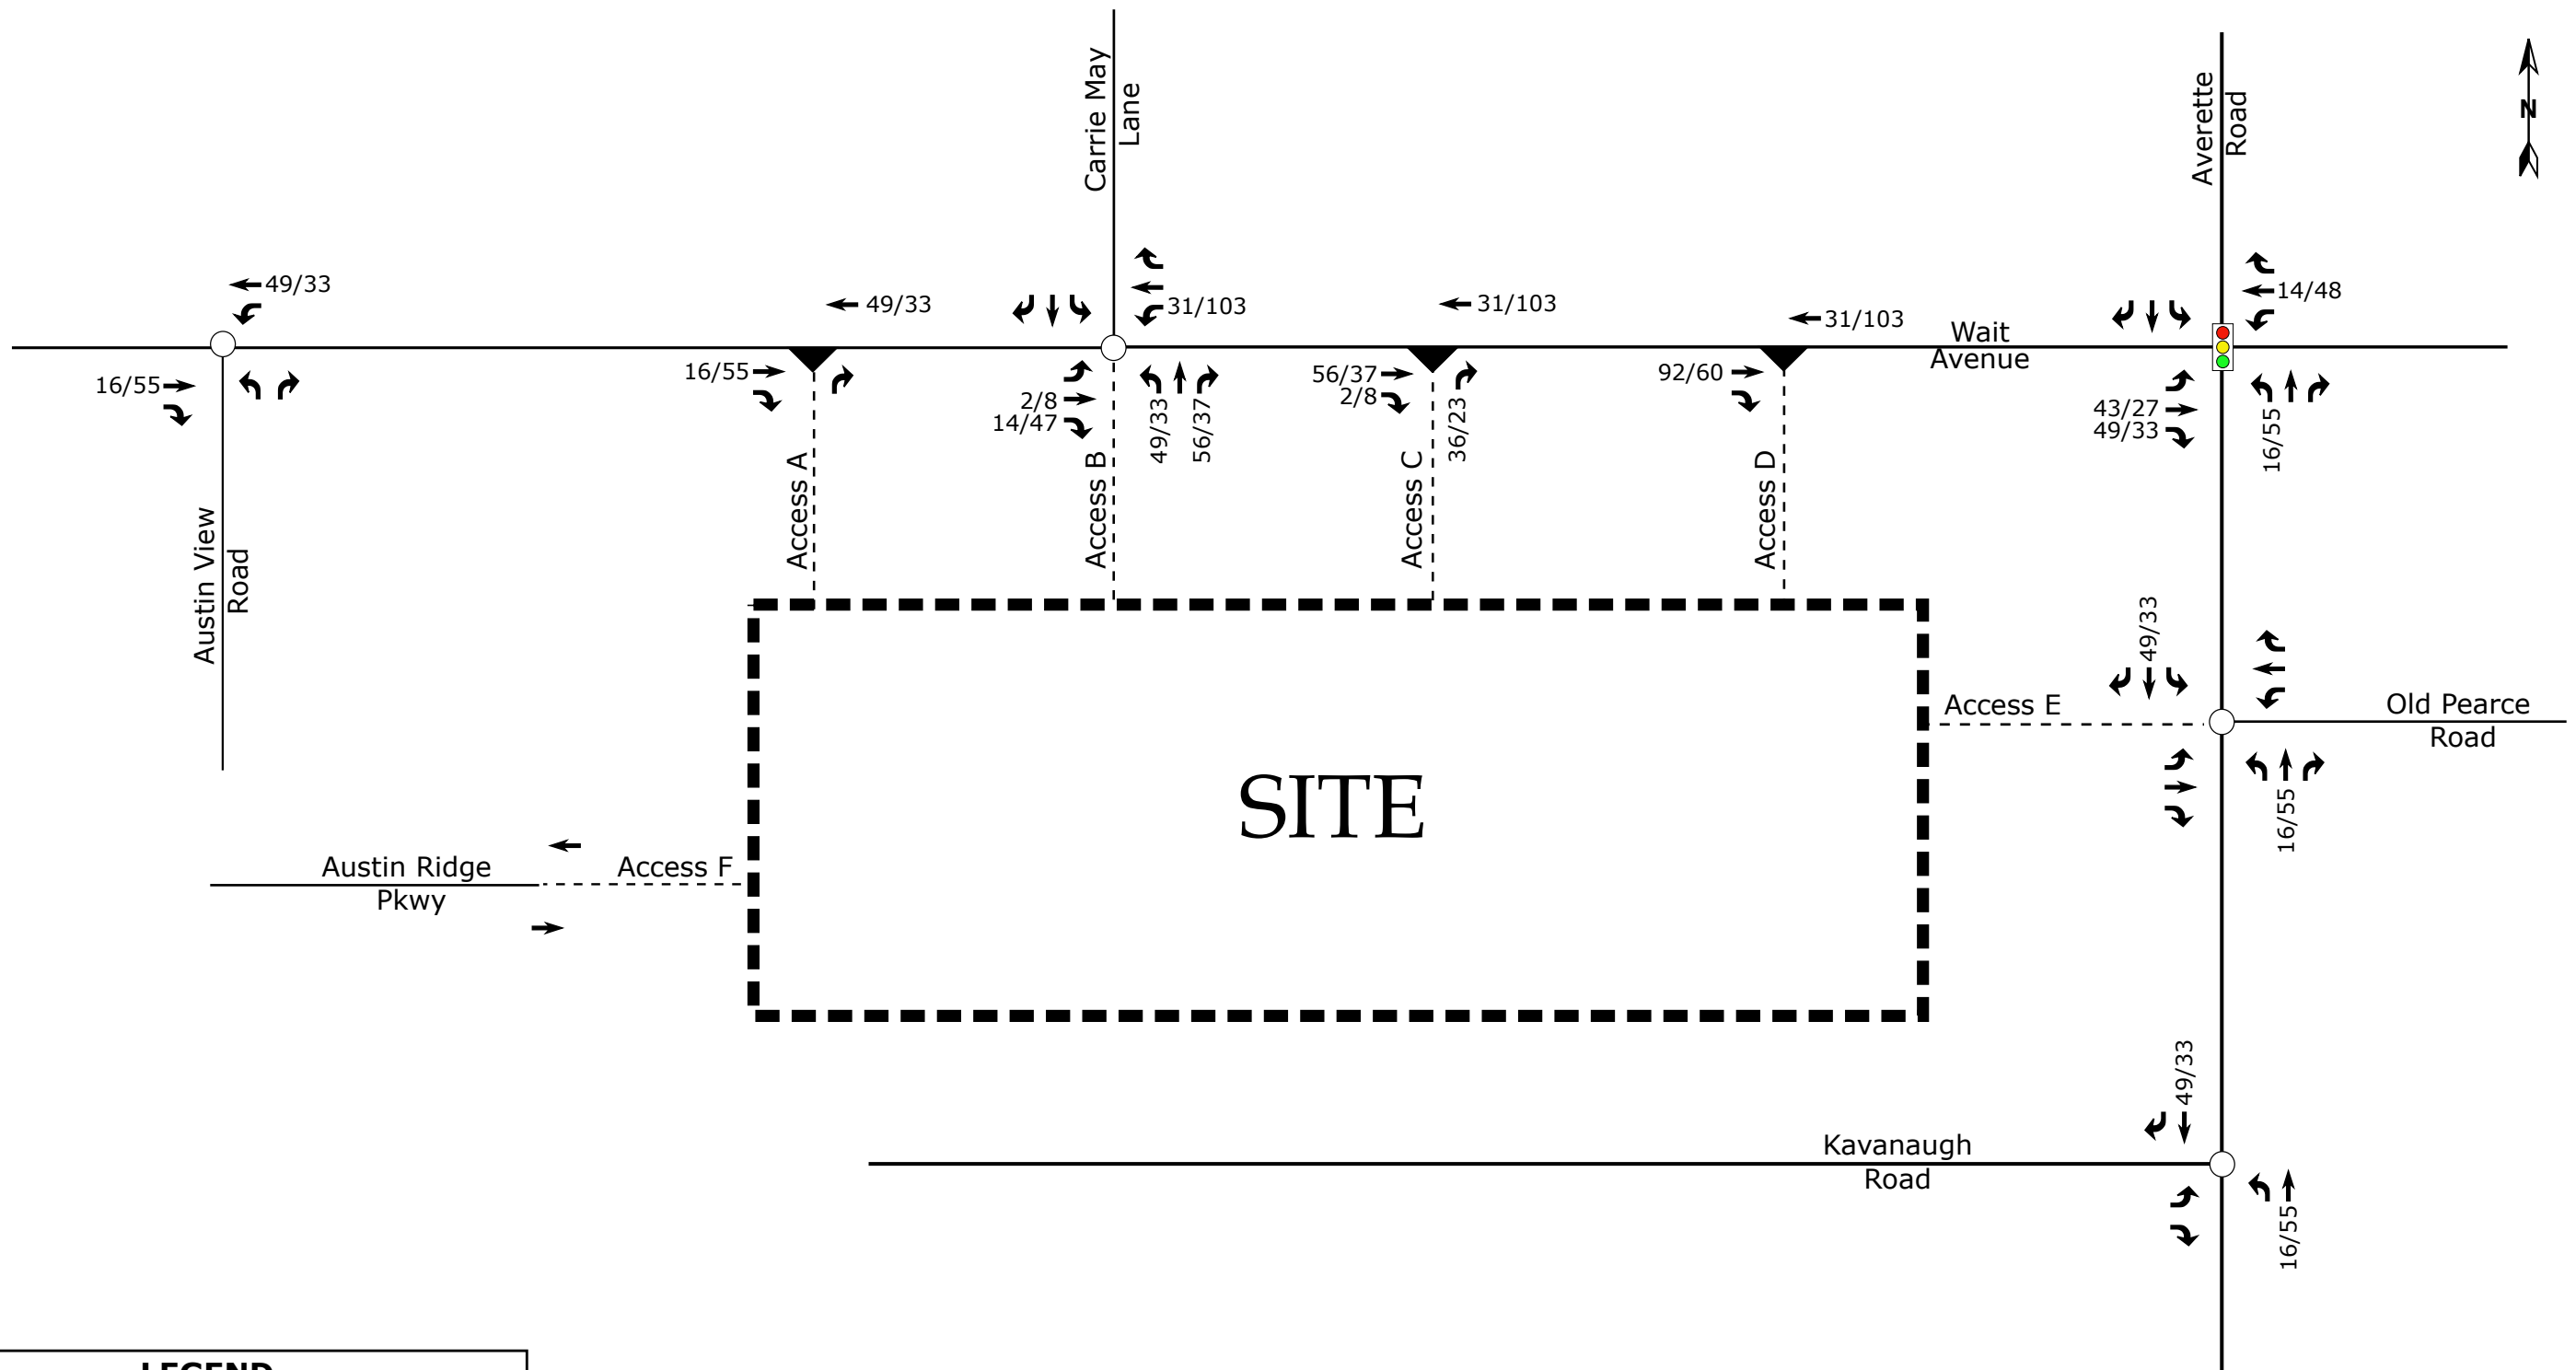 Carrie May
Lane
Averette
Road
N
49/33
49/33
31/103
31/103
31/103
14/48
Wait
Avenue
16/55
16/55
2/8
14/47
49/33
56/37
56/37
2/8
36/23
92/60
43/27
49/33
16/55
Austin View
Road
Access A
Access B
Access C
Access D
49/33
Access E
Old Pearce
Road
16/55
SITE
Austin Ridge
Pkwy
Access F
49/33
Kavanaugh
Road
16/55
LEGEND